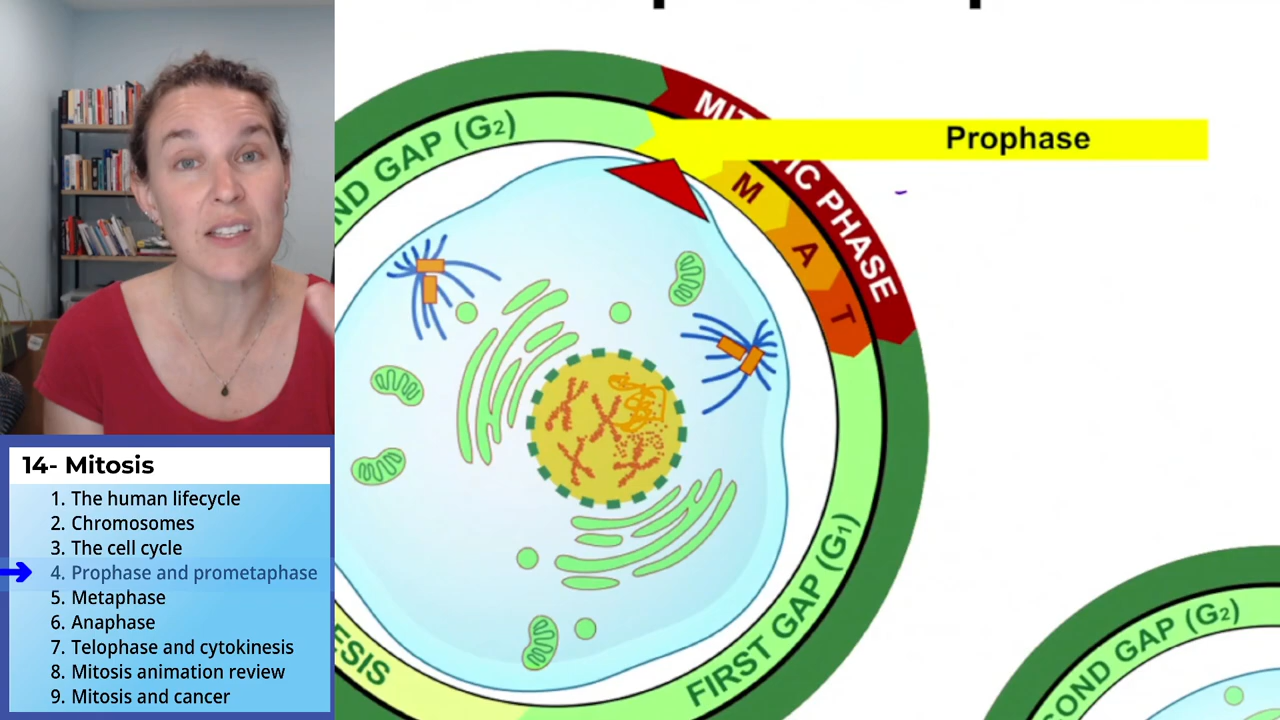 Prophase
MITOTIC PHASE
M
A
T
ND GAP (G2)
FIRST GAP (G1)
ESIS
OND GAP (G2)
14- Mitosis
1. The human lifecycle
2. Chromosomes
3. The cell cycle
4. Prophase and prometaphase
5. Metaphase
6. Anaphase
7. Telophase and cytokinesis
8. Mitosis animation review
9. Mitosis and cancer